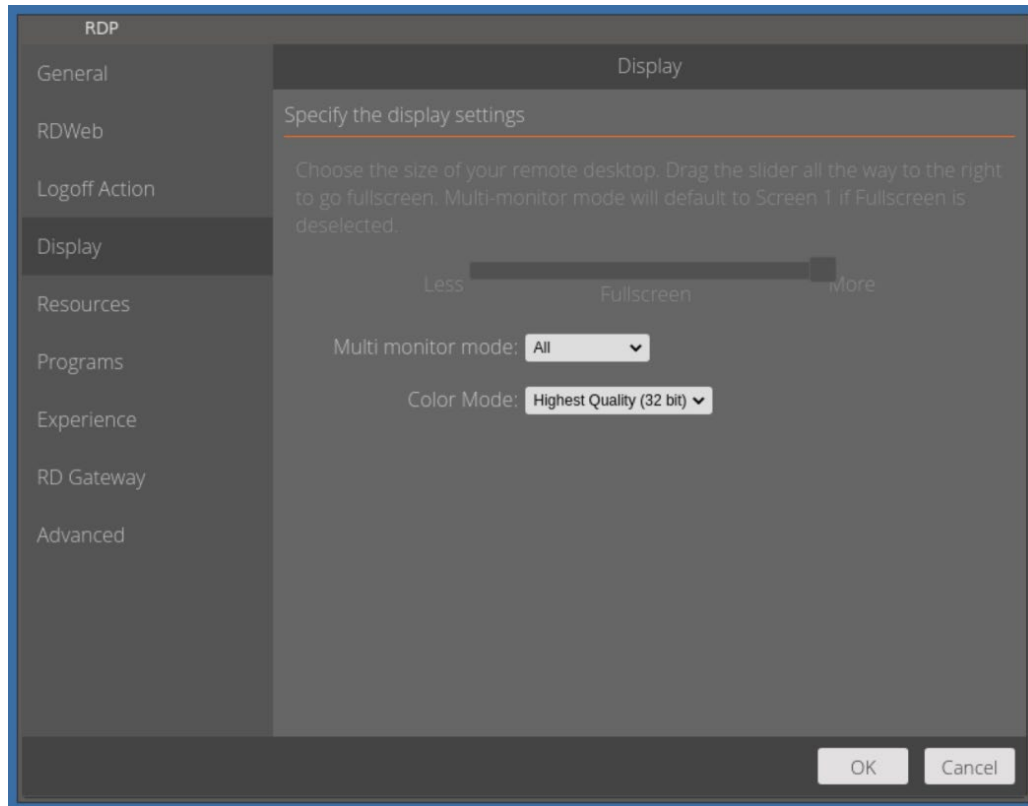 RDP
General
RDWeb
Logoff Action
Display
Resources
Programs
Experience
RD Gateway
Advanced
Display
Specify the display settings
Choose the size of your remote desktop. Drag the slider all the way to the right
to go fullscreen. Multi-monitor mode will default to Screen 1 if Fullscreen is
deselected.
Less
More
Fullscreen
Multi monitor mode: All
Color Mode: Highest Quality (32 bit)
OK
Cancel